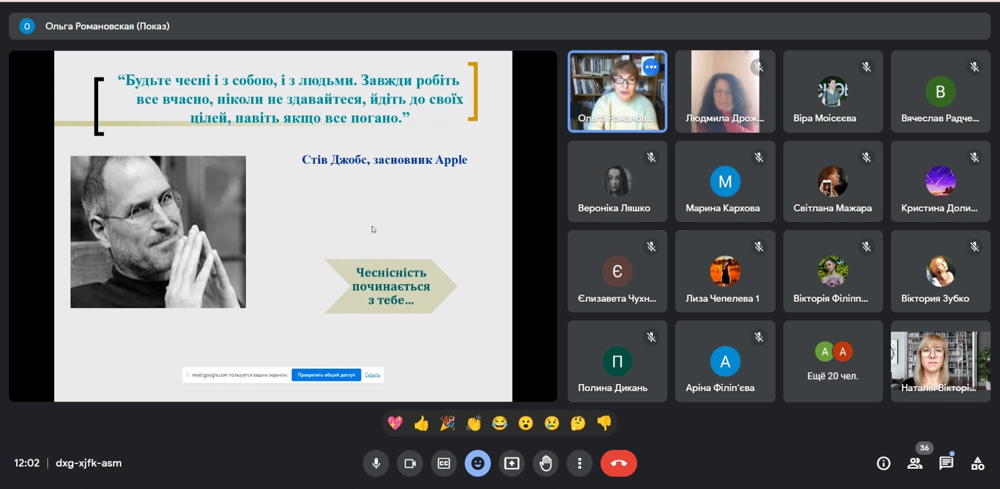 О
Ольга Романовская (Показ)
“Будьте чесні і з собою, і з людьми. Завжди робіть
все вчасно, ніколи не здавайтеся, йдіть до своїх
цілей, навіть якщо все погано.”
Стів Джобс, засновник Apple
Чеснісність
починається
з тебе...
meet.google.com пользуется вашим экраном.
Прекратить общий доступ
Скрыть
Ольга Романов...
Людмила Дрож...
Віра Моісєєва
В
Вячеслав Радче...
Вероніка Ляшко
М
Марина Кархова
Світлана Мажара
Кристина Доли...
Є
Єлизавета Чухн...
Лиза Чепелева 1
Вікторія Філіпп...
Віктория Зубко
П
Полина Дикань
А
Аріна Філіп‘єва
А А
Ещё 20 чел.
Наталія Вікторі...
12:02 | dxg-xjfk-asm
CC
36